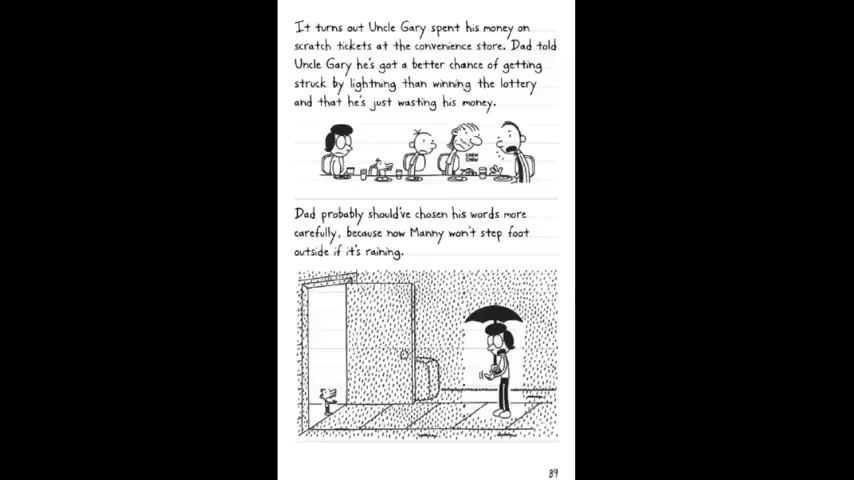 It turns out Uncle Gary spent his money on
scratch tickets at the convenience store. Dad told
Uncle Gary he's got a better chance of getting
struck by lightning than winning the lottery
and that he's just wasting his money.
CHEW
CHEW
Dad probably should've chosen his words more
carefully, because now Manny won't step foot
outside if it's raining.
89